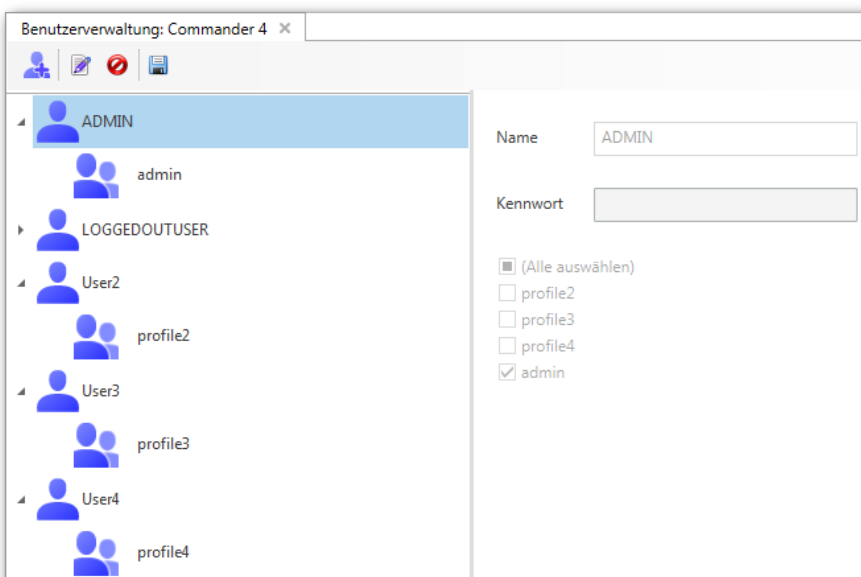 Benutzerverwaltung: Commander 4
ADMIN
admin
LOGGEDOUTUSER
User2
profile2
User3
profile3
User4
profile4
Name
ADMIN
Kennwort
(Alle auswählen)
profile2
profile3
profile4
admin